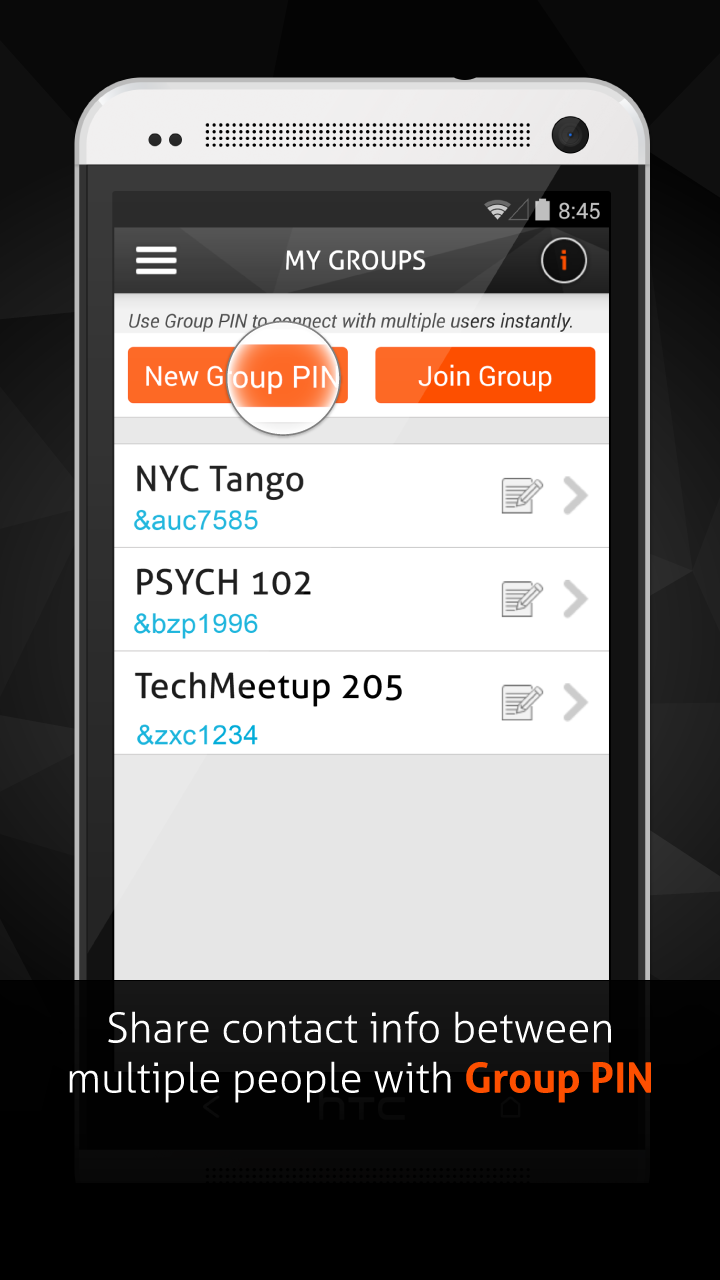 8:45
MY GROUPS
Use Group PIN to connect with multiple users instantly.
New Group PIN
Join Group
NYC Tango
&auc7585
PSYCH 102
&bzp1996
TechMeetup 205
&zxc1234
Share contact info between
multiple people with Group PIN
hTC